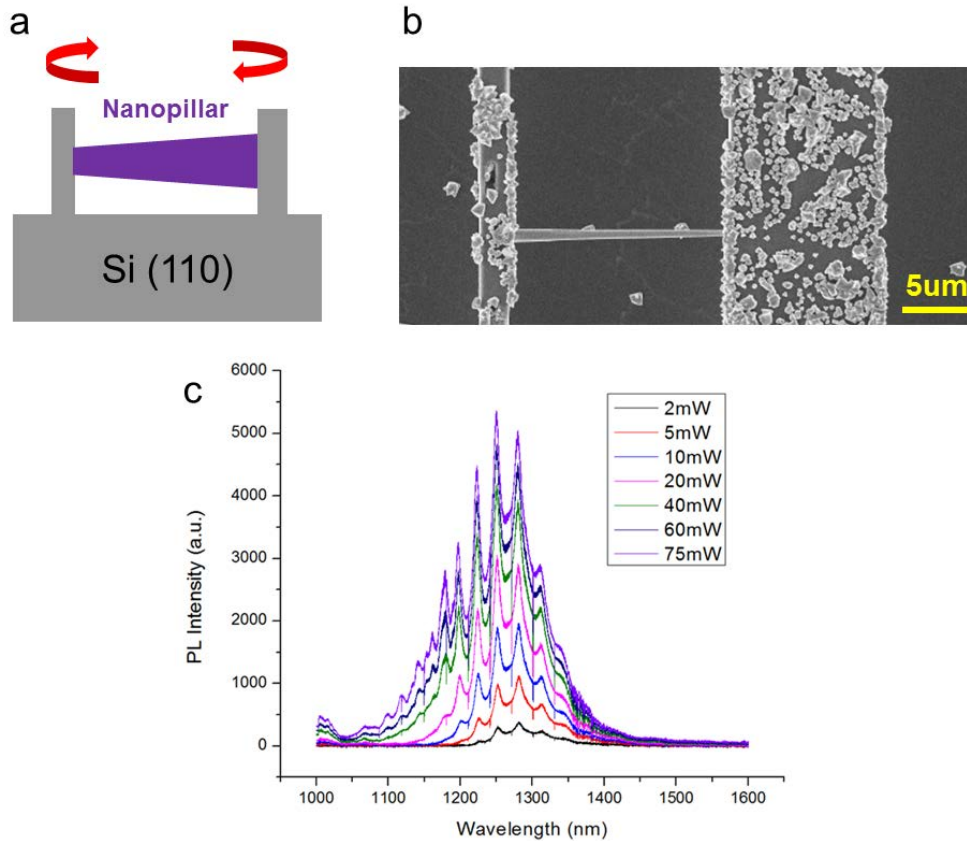 a
Nanopillar
Si (110)
b
5um
c
6000
5000
4000
3000
2000
1000
0
PL Intensity (a.u.)
2mW
5mW
10mW
20mW
40mW
60mW
75mW
1000 1100 1200 1300 1400 1500 1600
Wavelength (nm)